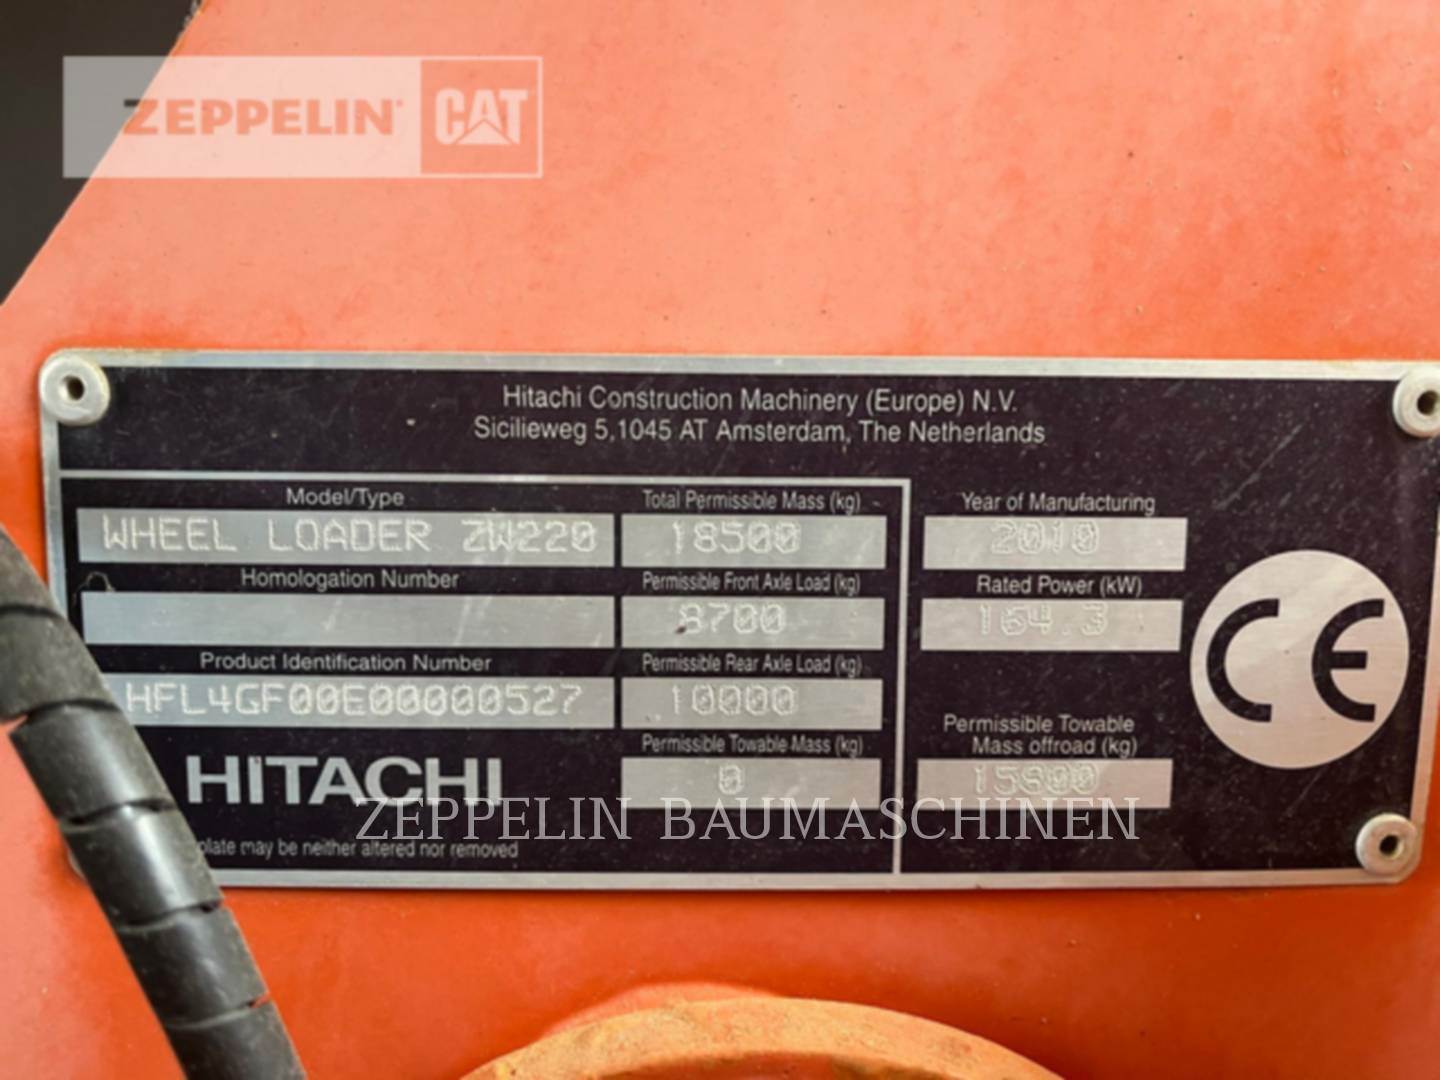 ZEPPELIN CAT
Hitachi Construction Machinery (Europe) N.V.
Sicilieweg 5,1045 AT Amsterdam, The Netherlands
Model/Type
WHEEL LOADER ZW220
Homologation Number
Product Identification Number
HFL4GF00E00000527
HITACHI
plate may be neither altered nor removed
Total Permissible Mass (kg)
18500
Permissible Front Axle Load (kg)
8700
Permissible Rear Axle Load (kg)
10000
Permissible Towable Mass (kg)
0
Year of Manufacturing
2010
Rated Power (kW)
164.3
Permissible Towable
Mass offroad (kg)
15800
CE
ZEPPELIN BAUMASCHINEN